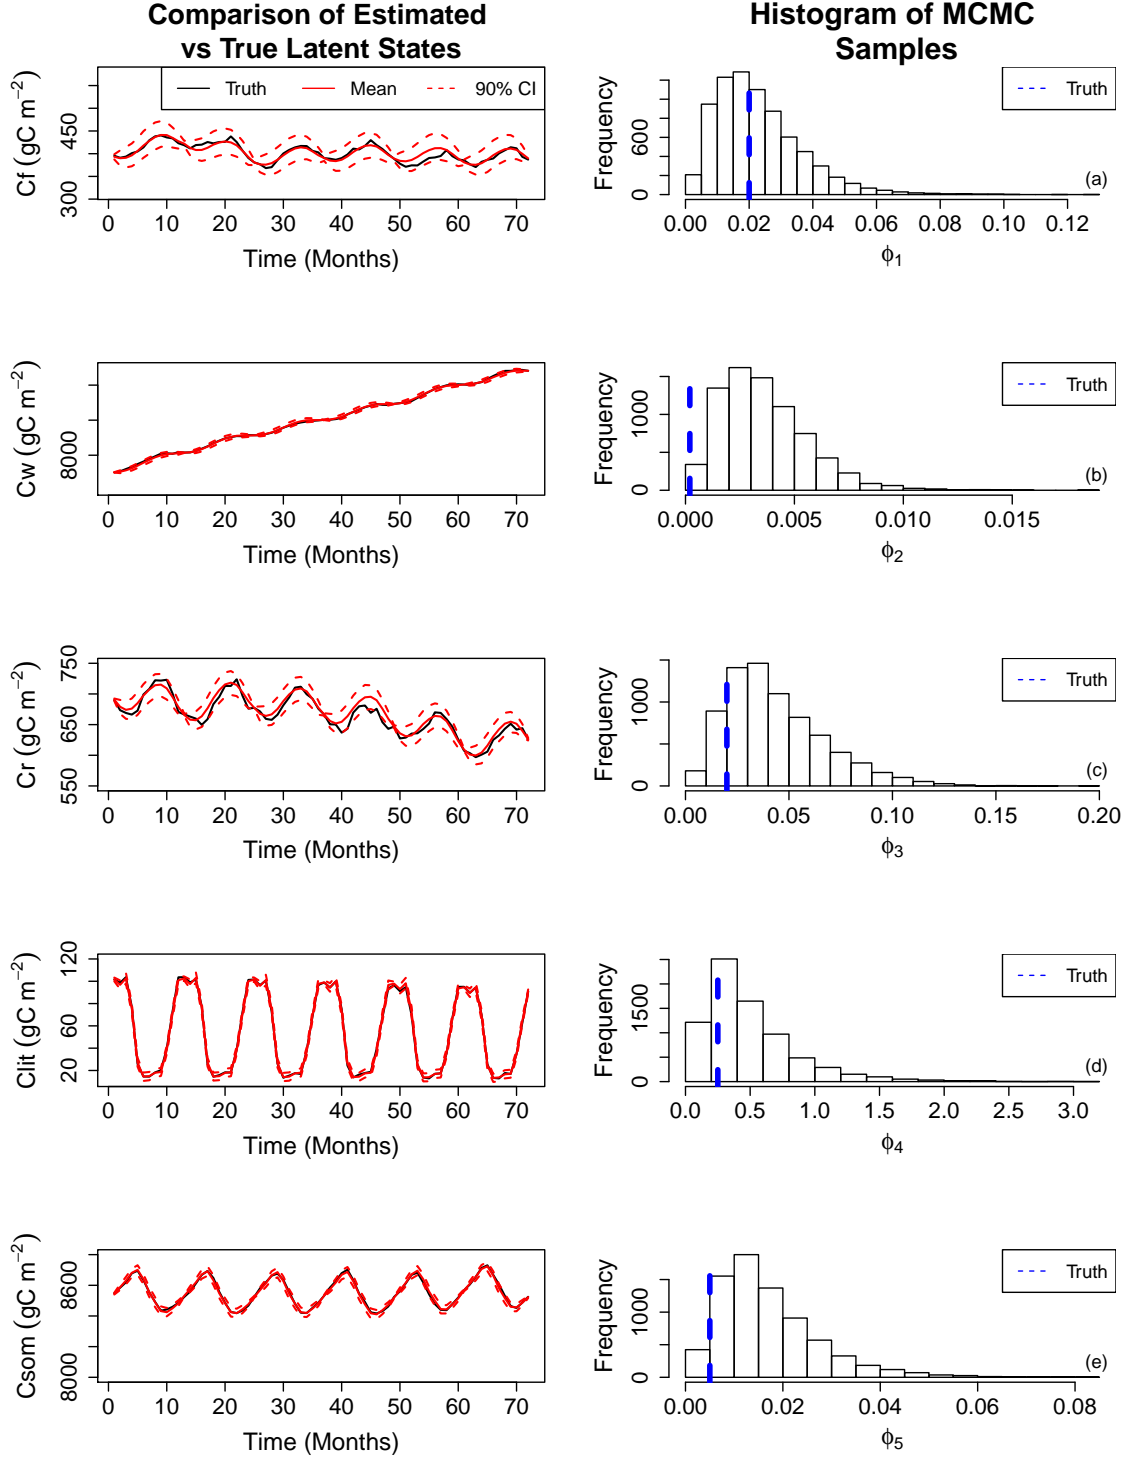 Comparison of Estimated
vs True Latent States
Histogram of MCMC
Samples
Cf (gC m−2)
300 450
Truth Mean 90% CI
0 10 20 30 40 50 60 70
Time (Months)
Frequency
0 600
Truth
(a)
0.00 0.02 0.04 0.06 0.08 0.10 0.12
ϕ1
Cw (gC m−2)
8000
0 10 20 30 40 50 60 70
Time (Months)
Frequency
0 1000
Truth
(b)
0.000 0.005 0.010 0.015
ϕ2
Cr (gC m−2)
550 650 750
0 10 20 30 40 50 60 70
Time (Months)
Frequency
0 1000
Truth
(c)
0.00 0.05 0.10 0.15 0.20
ϕ3
Clit (gC m−2)
20 60 120
0 10 20 30 40 50 60 70
Time (Months)
Frequency
0 1500
Truth
(d)
0.0 0.5 1.0 1.5 2.0 2.5 3.0
ϕ4
Csom (gC m−2)
8000 8600
0 10 20 30 40 50 60 70
Time (Months)
Frequency
0 1000
Truth
(e)
0.00 0.02 0.04 0.06 0.08
ϕ5